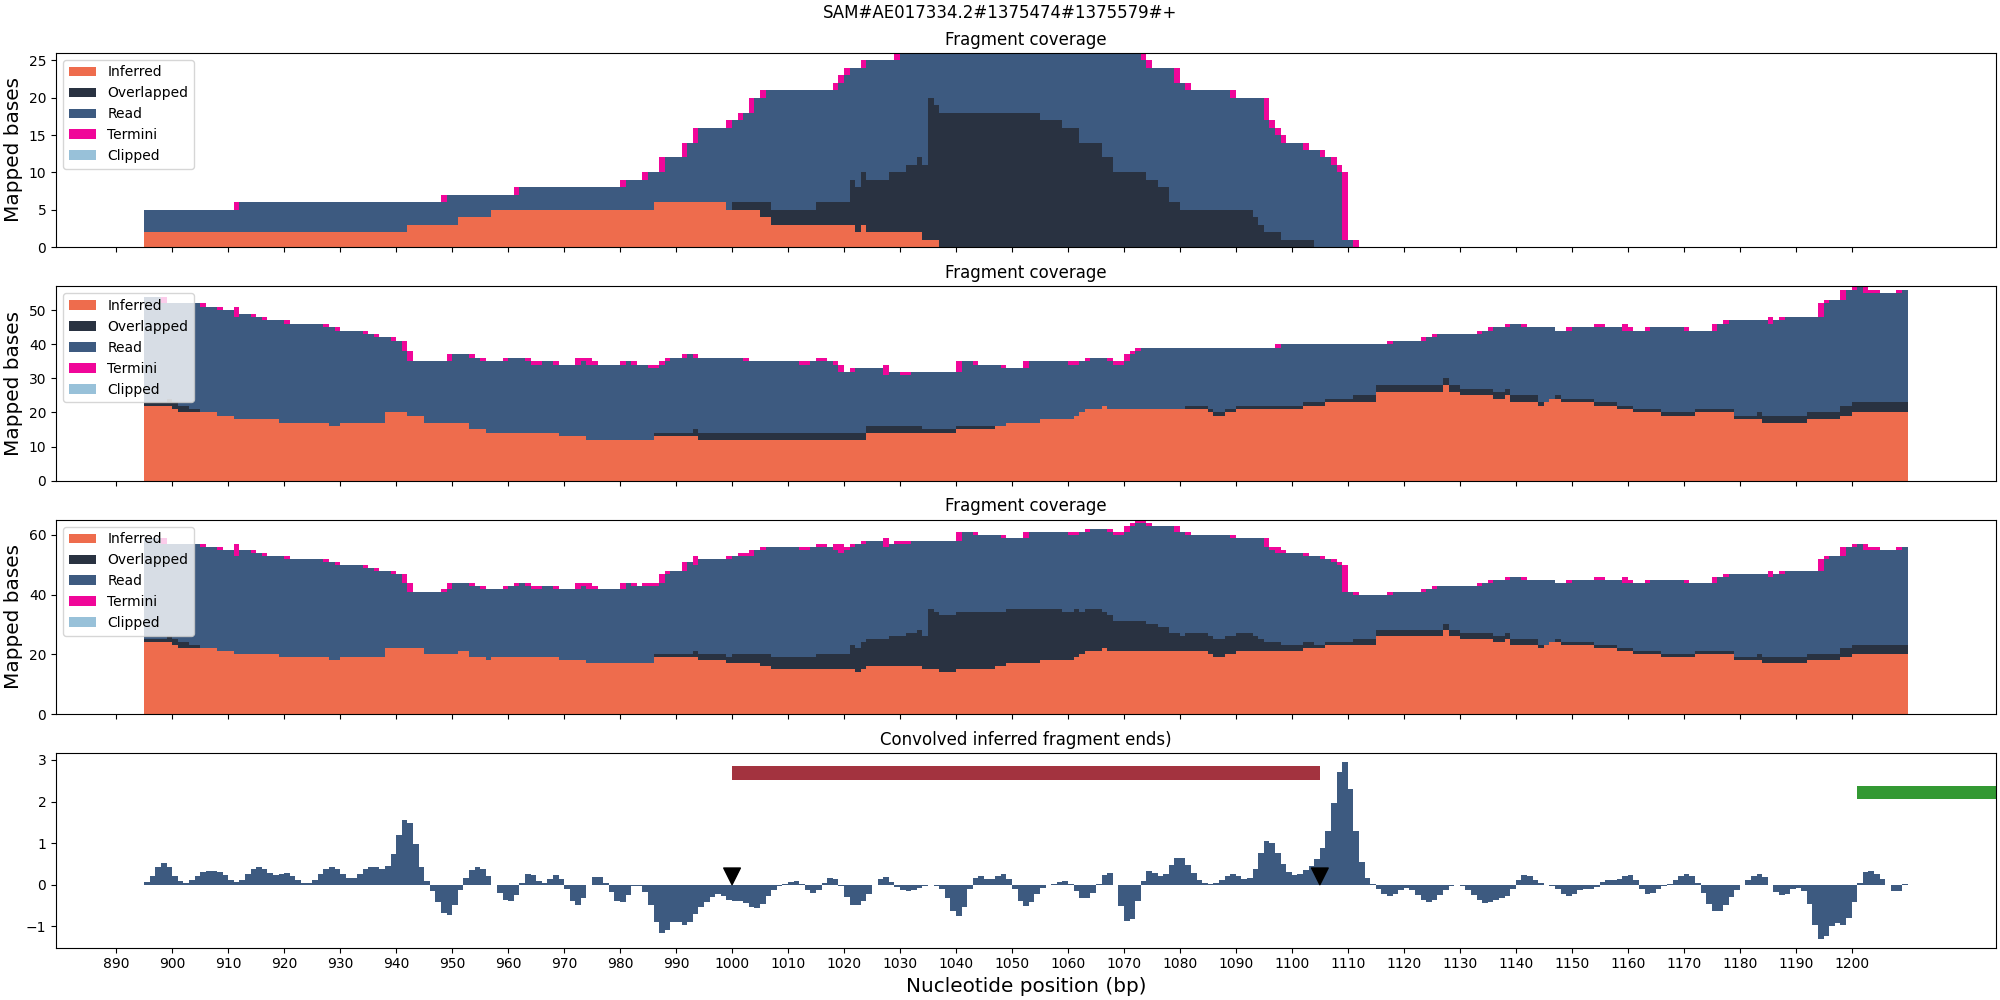 SAM#AE017334.2#1375474#1375579#+
Fragment coverage
25
20
15
10
5
0
Mapped bases
Inferred
Overlapped
Read
Termini
Clipped
Fragment coverage
50
40
30
20
10
0
Mapped bases
Inferred
Overlapped
Read
Termini
Clipped
Fragment coverage
60
40
20
0
Mapped bases
Inferred
Overlapped
Read
Termini
Clipped
Convolved inferred fragment ends)
3
2
1
0
−1
890 900 910 920 930 940 950 960 970 980 990 1000 1010 1020 1030 1040 1050 1060 1070 1080 1090 1100 1110 1120 1130 1140 1150 1160 1170 1180 1190 1200
Nucleotide position (bp)